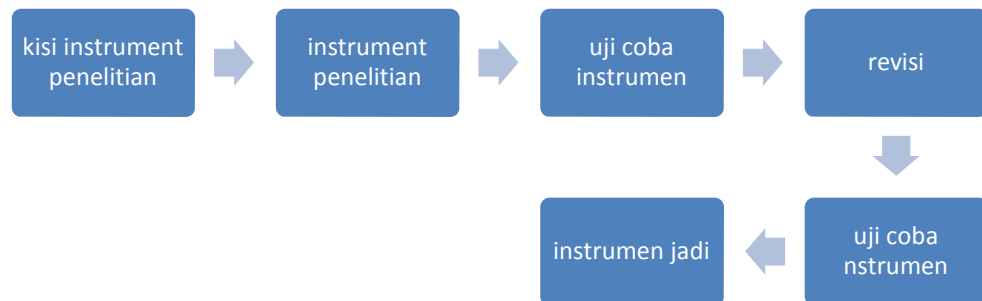 kisi instrument
penelitian
instrument
penelitian
uji coba
instrumen
revisi
uji coba
nstrumen
instrumen jadi